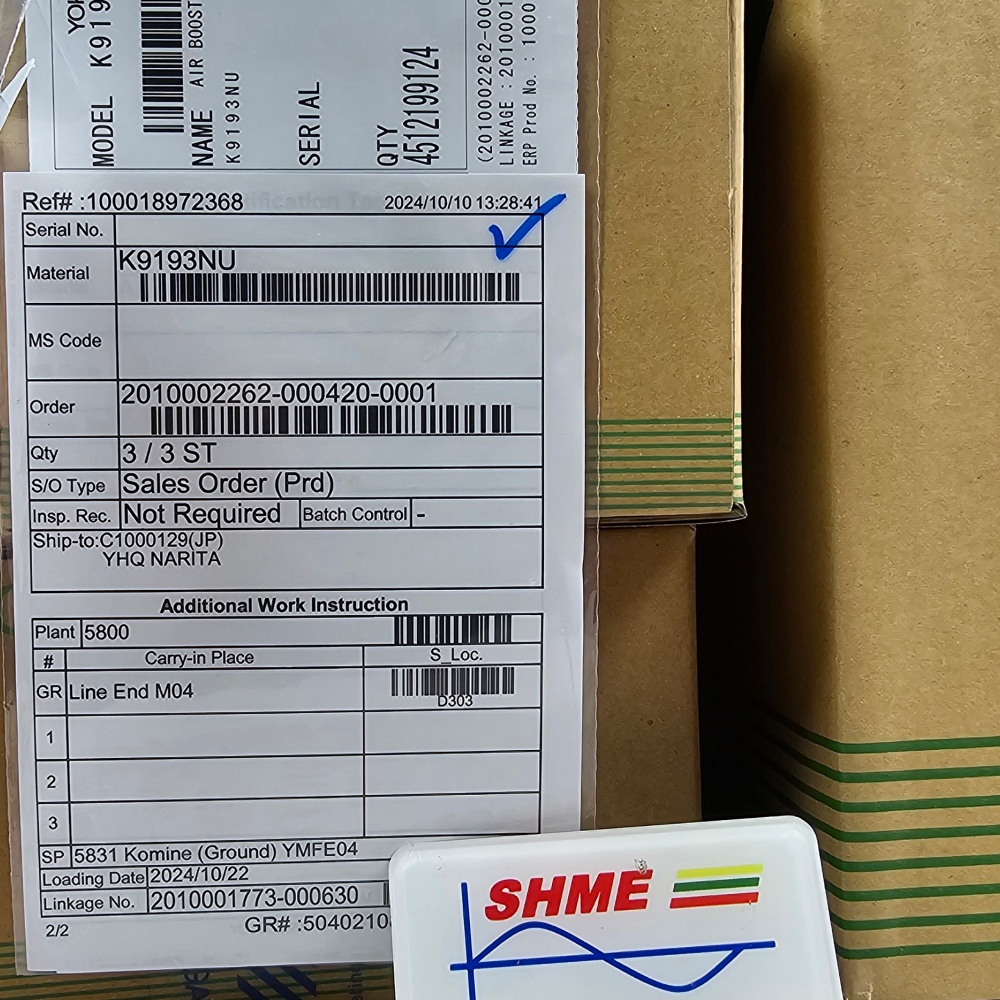 MODEL K919
NAME AIR BOOST
K9193NU
SERIAL
QTY
4512199124
(2010002262-000
LINKAGE :2010001
ERP Prod No. : 1000
Ref# :100018972368 2024/10/10 13:28:41
Serial No.
Material K9193NU
MS Code
Order 2010002262-000420-0001
Qty 3 / 3 ST
S/O Type Sales Order (Prd)
Insp. Rec. Not Required Batch Control -
Ship-to:C1000129(JP)
YHQ NARITA
Additional Work Instruction
Plant 5800
# Carry-in Place S_Loc.
GR Line End M04 D303
1
2
3
SP 5831 Komine (Ground) YMFE04
Loading Date 2024/10/22
Linkage No. 2010001773-000630
2/2 GR# :5040210
SHME